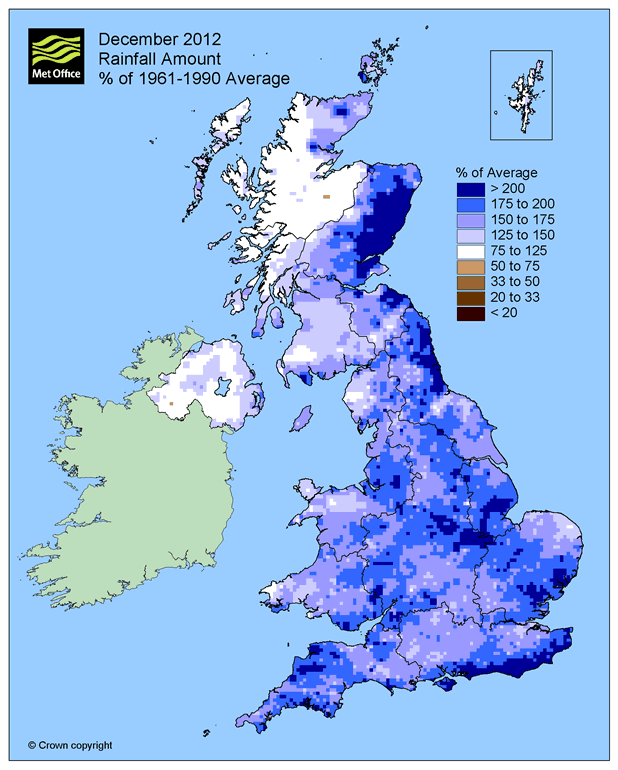 Met Office
December 2012
Rainfall Amount
% of 1961-1990 Average
% of Average
> 200
175 to 200
150 to 175
125 to 150
75 to 125
50 to 75
33 to 50
20 to 33
< 20
© Crown copyright